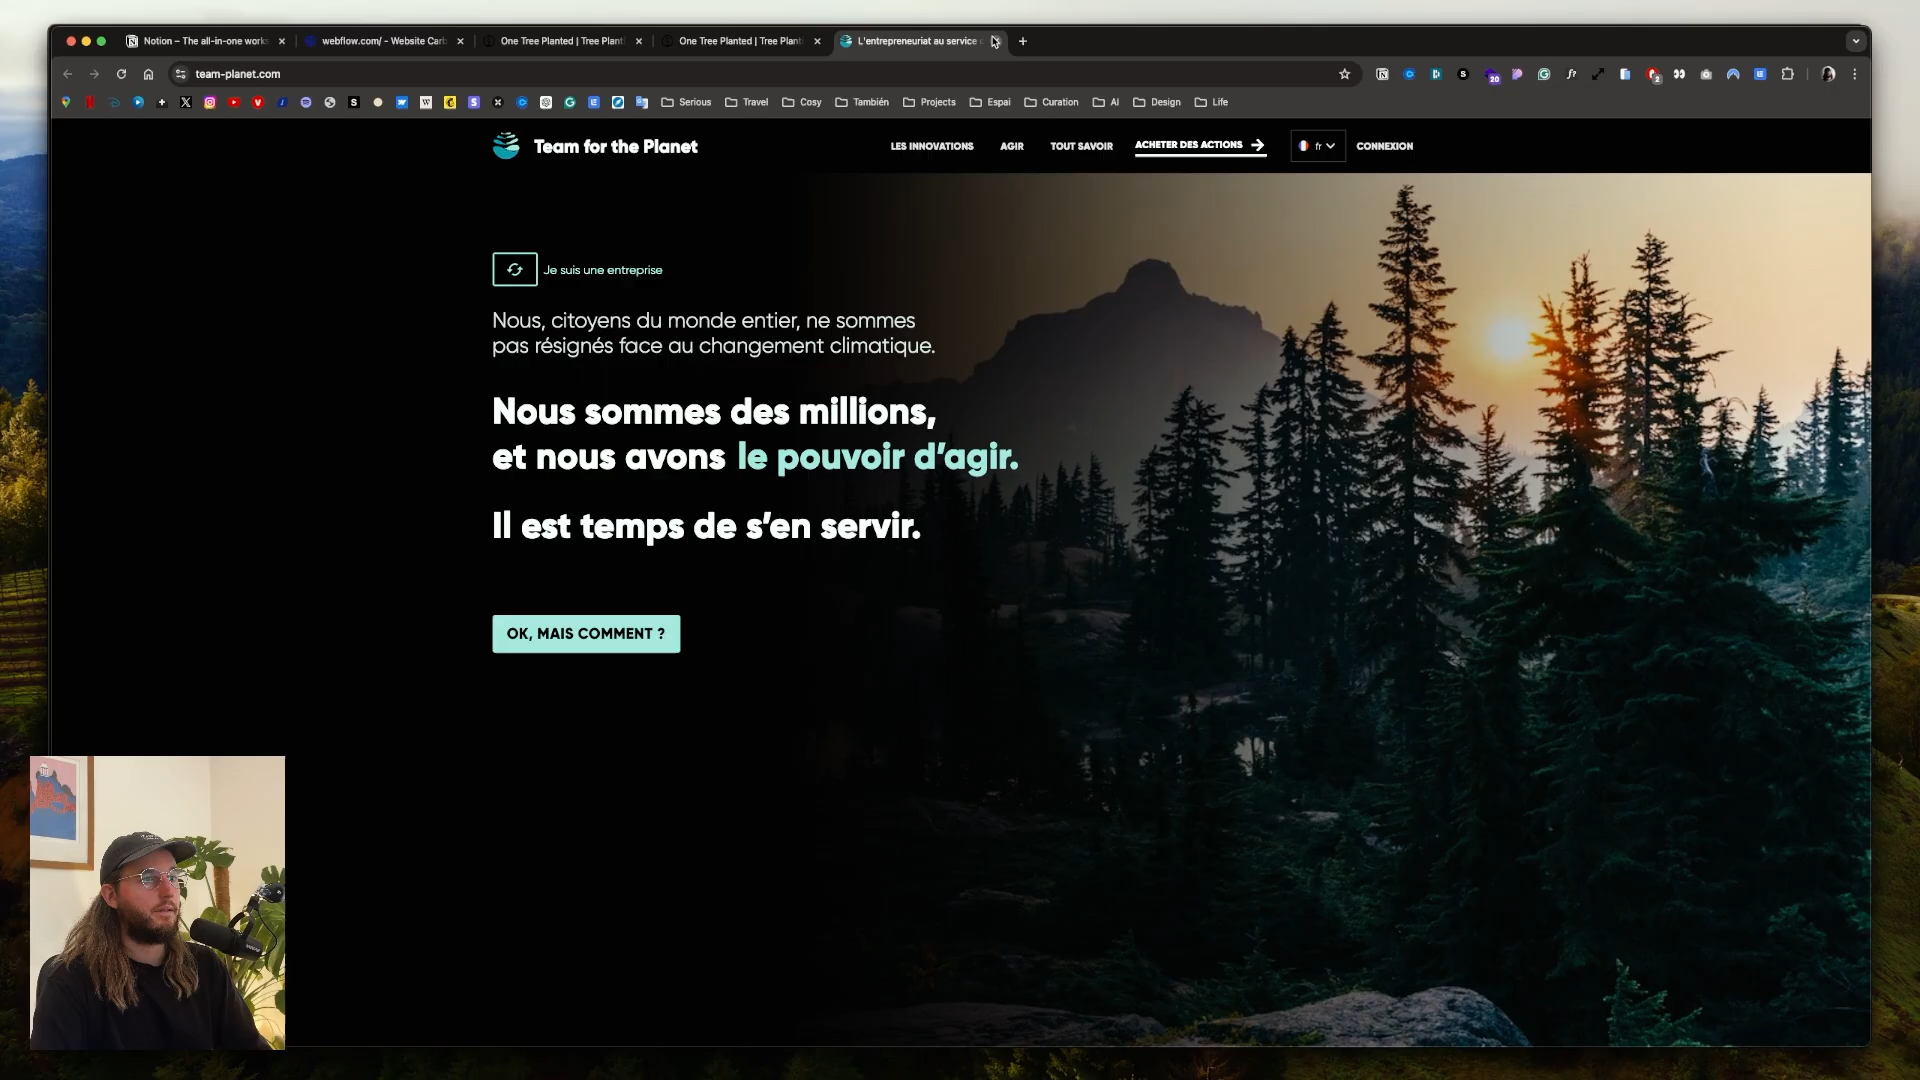 Notion – The all-in-one works
webflow.com/ - Website Carb
One Tree Planted | Tree Planti
One Tree Planted | Tree Planti
L'entrepreneuriat au service
team-planet.com
20
2
Serious
Travel
Cosy
También
Projects
Espai
Curation
AI
Design
Life
Team for the Planet
LES INNOVATIONS
AGIR
TOUT SAVOIR
ACHETER DES ACTIONS
fr
CONNEXION
Je suis une entreprise
Nous, citoyens du monde entier, ne sommes
pas résignés face au changement climatique.
Nous sommes des millions,
et nous avons le pouvoir d’agir.
Il est temps de s’en servir.
OK, MAIS COMMENT ?